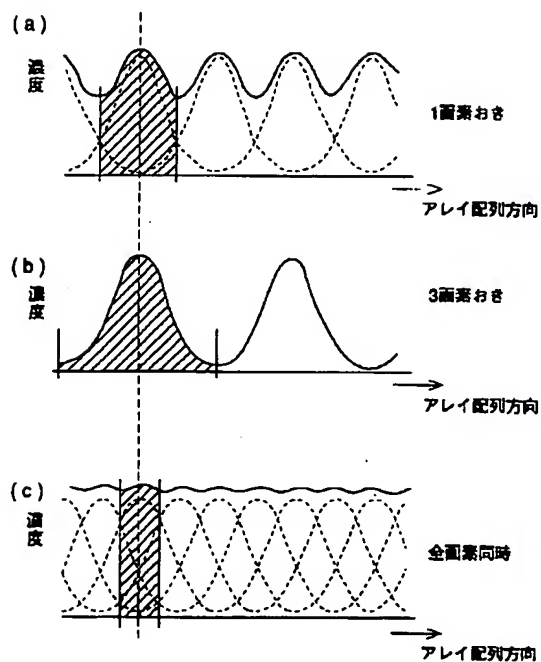 (a)
濃度
1画素おき
アレイ配列方向
(b)
濃度
3画素おき
アレイ配列方向
(c)
濃度
全画素同時
アレイ配列方向